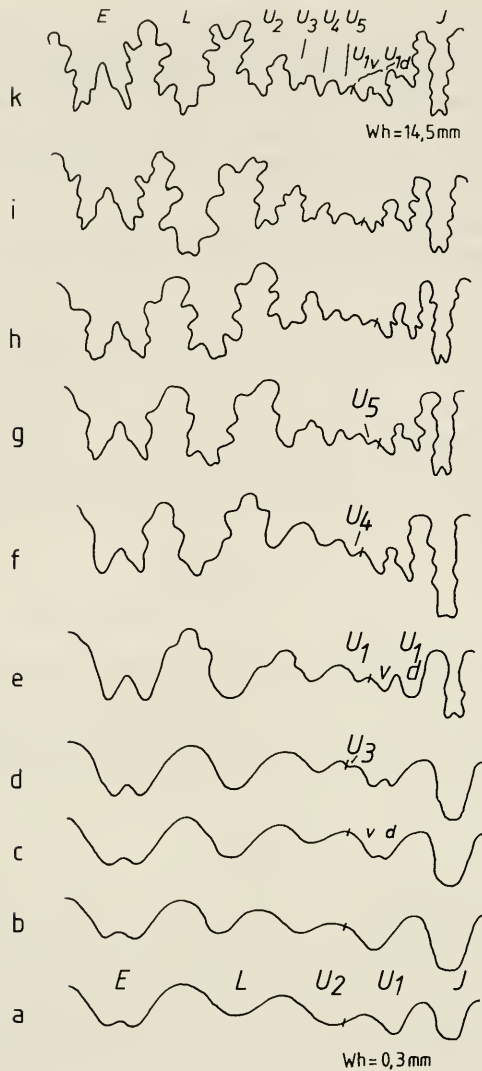 E L U2 U3 U4 U5 J
U1v U1d
k
Wh=14,5mm
i
h
U5
g
U4
f
U1 U1
v d
e
U3
d
v d
c
b
E L U2 U1 J
a
Wh=0,3mm